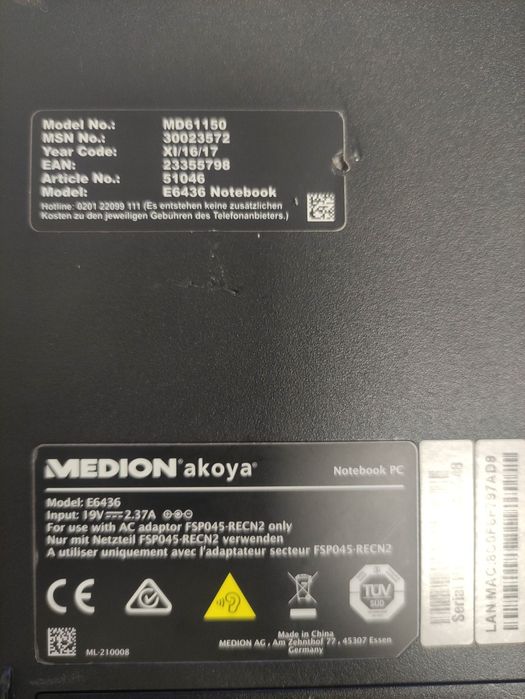 Model No.: MD61150
MSN No.: 30023572
Year Code: XI/16/17
EAN: 23355798
Article No.: 51046
Model: E6436 Notebook
Hotline: 0201 22099 111 (Es entstehen keine zusätzlichen
Kosten zu den jeweiligen Gebühren des Telefonanbieters.)
MEDION akoya Notebook PC
Model: E6436
Input: 19V 2.37A
For use with AC adaptor FSP045-RECN2 only
Nur mit Netzteil FSP045-RECN2 verwenden
A utiliser uniquement avec l'adaptateur secteur FSP045-RECN2
CE
TÜV
SÜD
ML-210008
Made in China
MEDION AG, Am Zehnthof 77, 45307 Essen
Germany
Serial